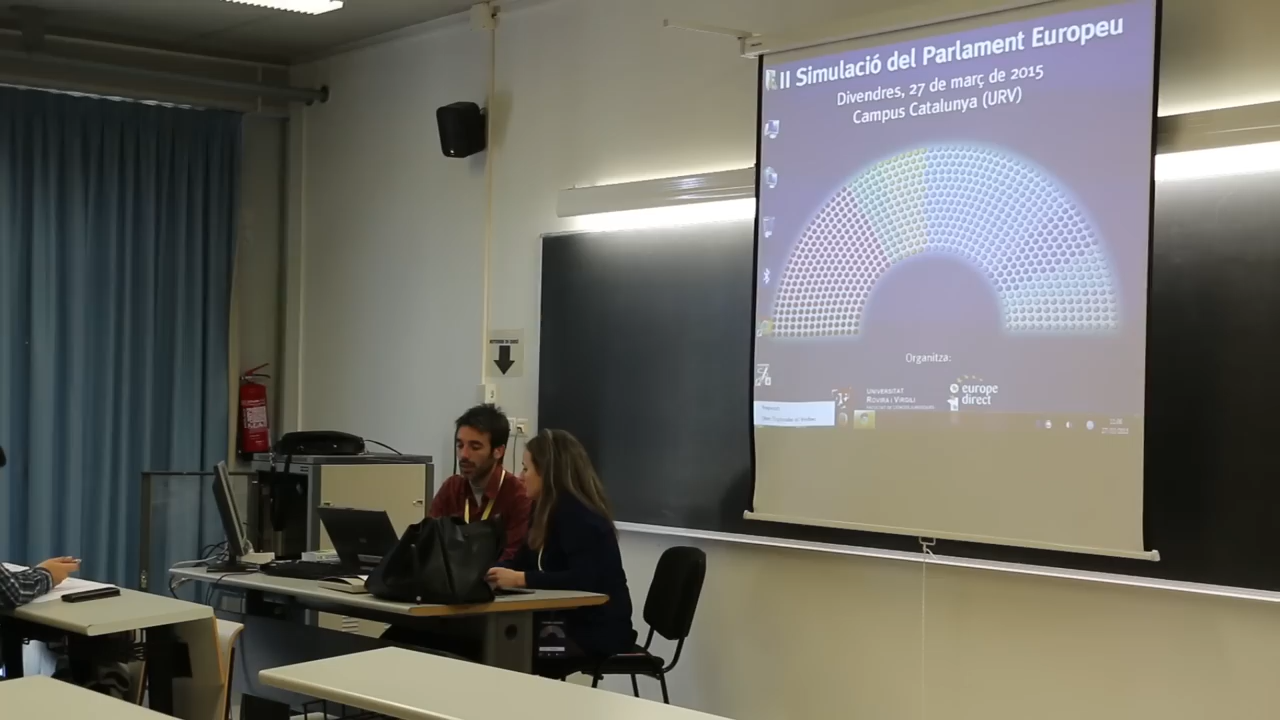 II Simulació del Parlament Europeu
Divendres, 27 de març de 2015
Campus Catalunya (URV)
Organitza:
UNIVERSITAT
ROVIRA I VIRGILI
europe
direct